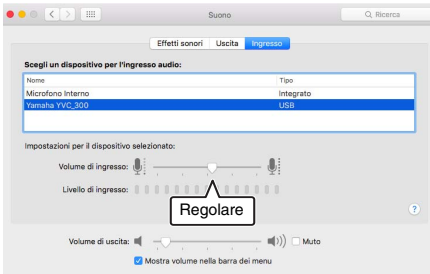 Suono
Ricerca
Effetti sonori Uscita Ingresso
Scegli un dispositivo per l'ingresso audio:
Nome Tipo
Microfono Interno Integrato
Yamaha YVC_300 USB
Impostazioni per il dispositivo selezionato:
Volume di ingresso:
Livello di ingresso:
Regolare
?
Volume di uscita: Muto
Mostra volume nella barra dei menu